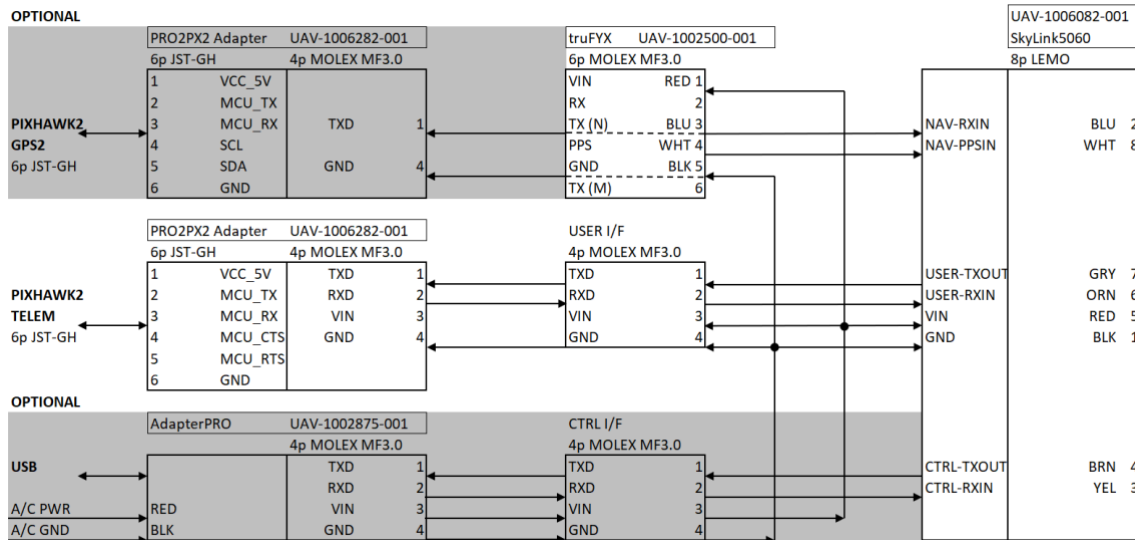 OPTIONAL
UAV-1006082-001
PRO2PX2 Adapter UAV-1006282-001
truFYX UAV-1002500-001
SkyLink5060
6p JST-GH 4p MOLEX MF3.0
6p MOLEX MF3.0
8p LEMO
1 VCC_5V
VIN RED 1
2 MCU_TX
RX 2
PIXHAWK2
3 MCU_RX TXD 1
TX (N) BLU 3
NAV-RXIN BLU 2
GPS2
4 SCL
PPS WHT 4
NAV-PPSIN WHT 8
6p JST-GH
5 SDA GND 4
GND BLK 5
6 GND
TX (M) 6
PRO2PX2 Adapter UAV-1006282-001
USER I/F
6p JST-GH 4p MOLEX MF3.0
4p MOLEX MF3.0
1 VCC_5V TXD 1
TXD 1
USER-TXOUT GRY 7
PIXHAWK2
2 MCU_TX RXD 2
RXD 2
USER-RXIN ORN 6
TELEM
3 MCU_RX VIN 3
VIN 3
VIN RED 5
6p JST-GH
4 MCU_CTS GND 4
GND 4
GND BLK 1
5 MCU_RTS
6 GND
OPTIONAL
AdapterPRO UAV-1002875-001
CTRL I/F
4p MOLEX MF3.0
4p MOLEX MF3.0
USB
TXD 1
TXD 1
CTRL-TXOUT BRN 4
RXD 2
RXD 2
CTRL-RXIN YEL 3
A/C PWR
RED VIN 3
VIN 3
A/C GND
BLK GND 4
GND 4